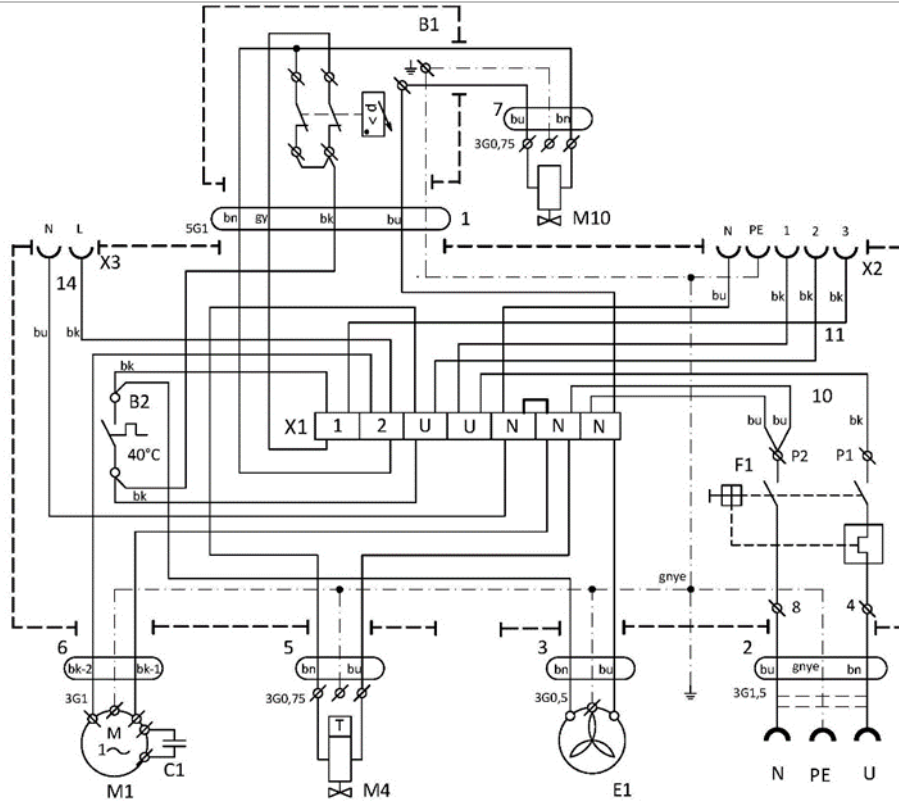 B1
7
bu bn
3G0,75
< d
M10
bn gy bk bu
1
5G1
N L
X3
N PE 1 2 3
X2
14
bu bk
bu bk bk bk
11
bk
B2
40°C
bk
X1 1 2 U U N N N
10
bu bu bk
P2 P1
F1
gnye
8 4
6
bk-2 bk-1
3G1
5
bn bu
3G0,75
3
bn bu
3G0,5
2
bu gnye bn
3G1,5
M
1
C1
M1
T
M4
E1
N PE U